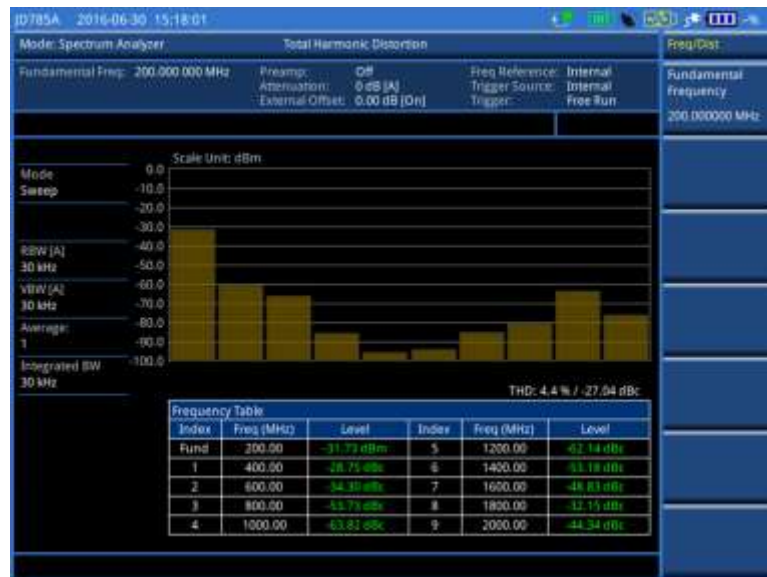 JD785A 2016-06-30 15:18:01
Mode: Spectrum Analyzer Total Harmonic Distortion Freq/Dist
Fundamental Freq: 200.000 000 MHz
Preamp: Off
Attenuation: 0 dB [A]
External Offset: 0.00 dB [On]
Freq Reference: Internal
Trigger Source: Internal
Trigger: Free Run
Fundamental
Frequency
200.000000 MHz
Scale Unit: dBm
Mode
Sweep
RBW [A]
30 kHz
VBW [A]
30 kHz
Average:
1
Integrated BW
30 kHz
0.0
-10.0
-20.0
-30.0
-40.0
-50.0
-60.0
-70.0
-80.0
-90.0
-100.0
THD: 4.4 % / -27.04 dBc
Frequency Table
Index Freq (MHz) Level Index Freq (MHz) Level
Fund 200.00 -31.73 dBm 5 1200.00 -62.14 dBc
1 400.00 -28.75 dBc 6 1400.00 -53.18 dBc
2 600.00 -34.30 dBc 7 1600.00 -48.83 dBc
3 800.00 -53.73 dBc 8 1800.00 -32.15 dBc
4 1000.00 -63.82 dBc 9 2000.00 -44.34 dBc